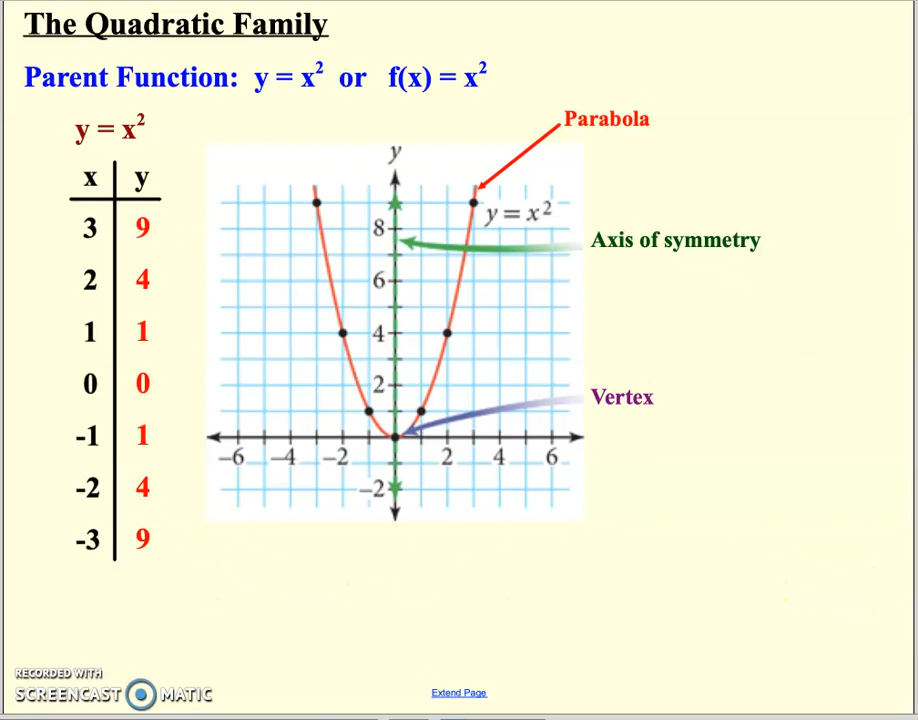 The Quadratic Family
Parent Function: y = x² or f(x) = x²
y = x²
x y
3 9
2 4
1 1
0 0
-1 1
-2 4
-3 9
Parabola
y
y = x²
8
6
4
2
−6 −4 −2 2 4 6
−2
Axis of symmetry
Vertex
RECORDED WITH
SCREENCAST MATIC
Extend Page